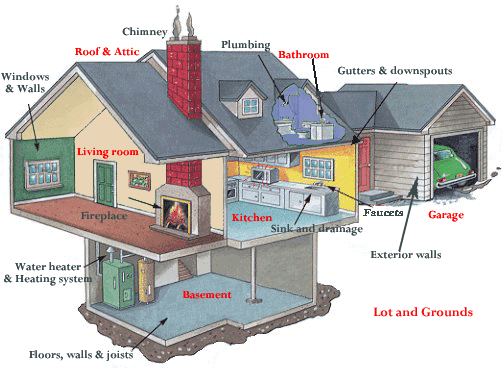 Chimney
Roof & Attic
Plumbing
Bathroom
Windows
& Walls
Gutters & downspouts
Living room
Fireplace
Kitchen
Faucets
Garage
Sink and drainage
Exterior walls
Water heater
& Heating system
Basement
Lot and Grounds
Floors, walls & joists